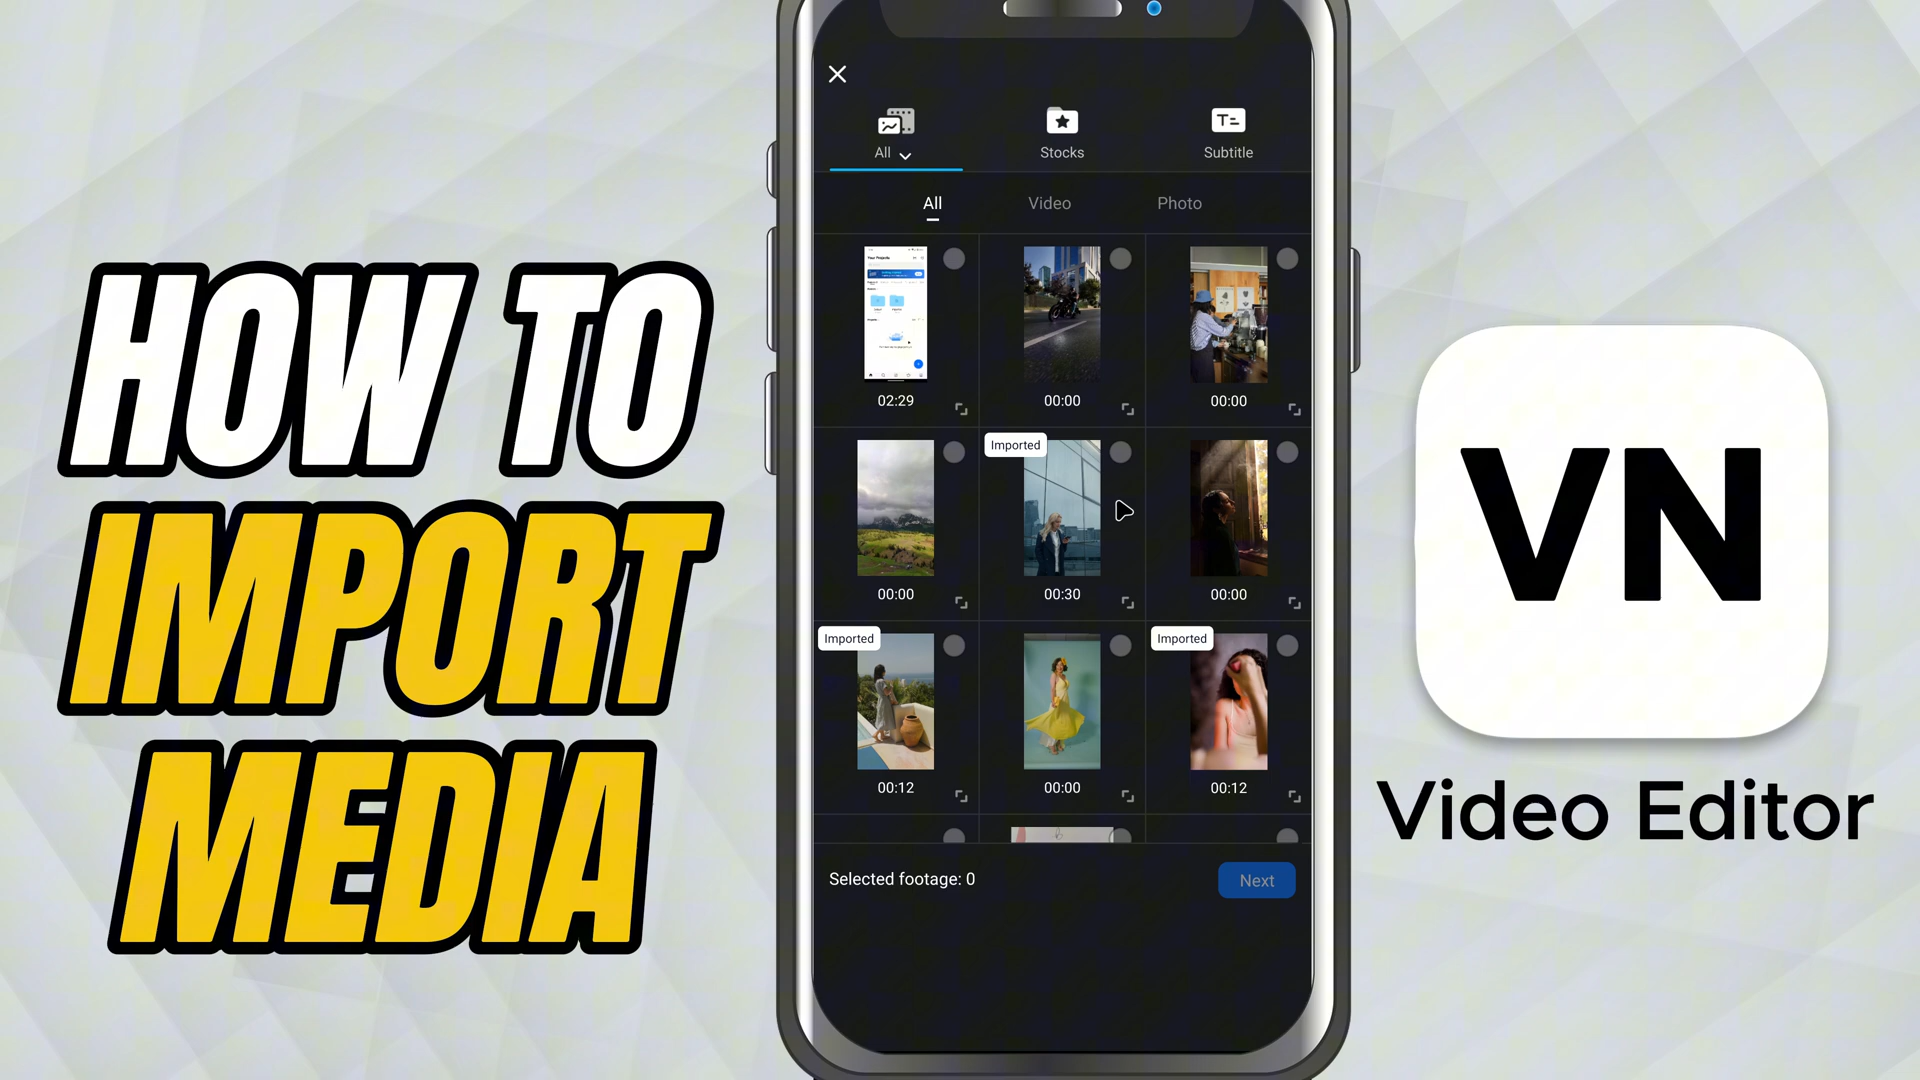 HOW TO
IMPORT
MEDIA
All
Stocks
Subtitle
All
Video
Photo
Your Projects
02:29
00:00
00:00
Imported
00:00
00:30
00:00
Imported
Imported
00:12
00:00
00:12
Selected footage: 0
Next
VN
Video Editor